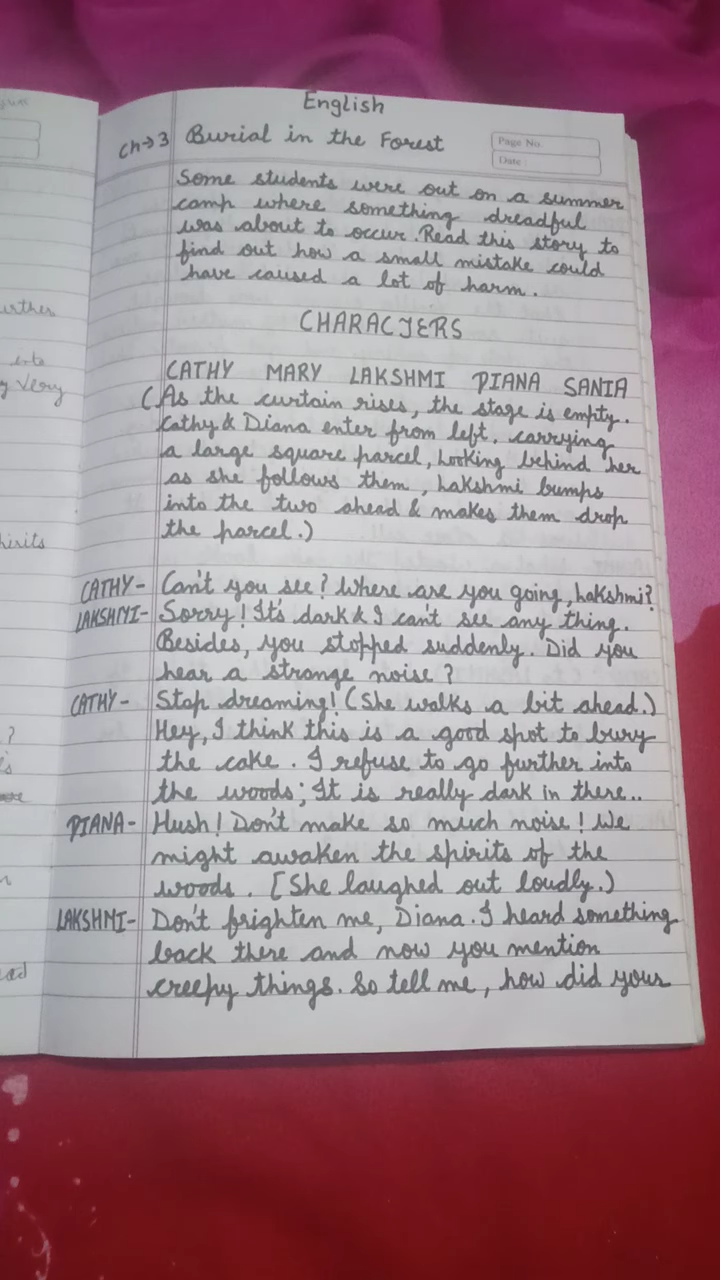 English
Ch→3 Burial in the Forest
Page No.
Date :
Some students were out on a summer
camp where something dreadful
was about to occur. Read this story to
find out how a small mistake could
have caused a lot of harm.
CHARACTERS
CATHY MARY LAKSHMI DIANA SANIA
(As the curtain rises, the stage is empty.
Cathy & Diana enter from left, carrying
a large square parcel, Looking behind her
as she follows them, Lakshmi bumps
into the two ahead & makes them drop
the parcel.)
CATHY- Can't you see? Where are you going, Lakshmi?
LAKSHMI- Sorry! It's dark & I can't see any thing.
Besides, you stopped suddenly. Did you
hear a strange noise?
CATHY- Stop dreaming! (She walks a bit ahead.)
Hey, I think this is a good spot to bury
the cake. I refuse to go further into
the woods; It is really dark in there..
DIANA- Hush! Don't make so much noise! We
might awaken the spirits of the
woods. [She laughed out loudly.)
LAKSHMI- Don't frighten me, Diana. I heard something
back there and now you mention
creepy things. So tell me, how did your
into
very
?